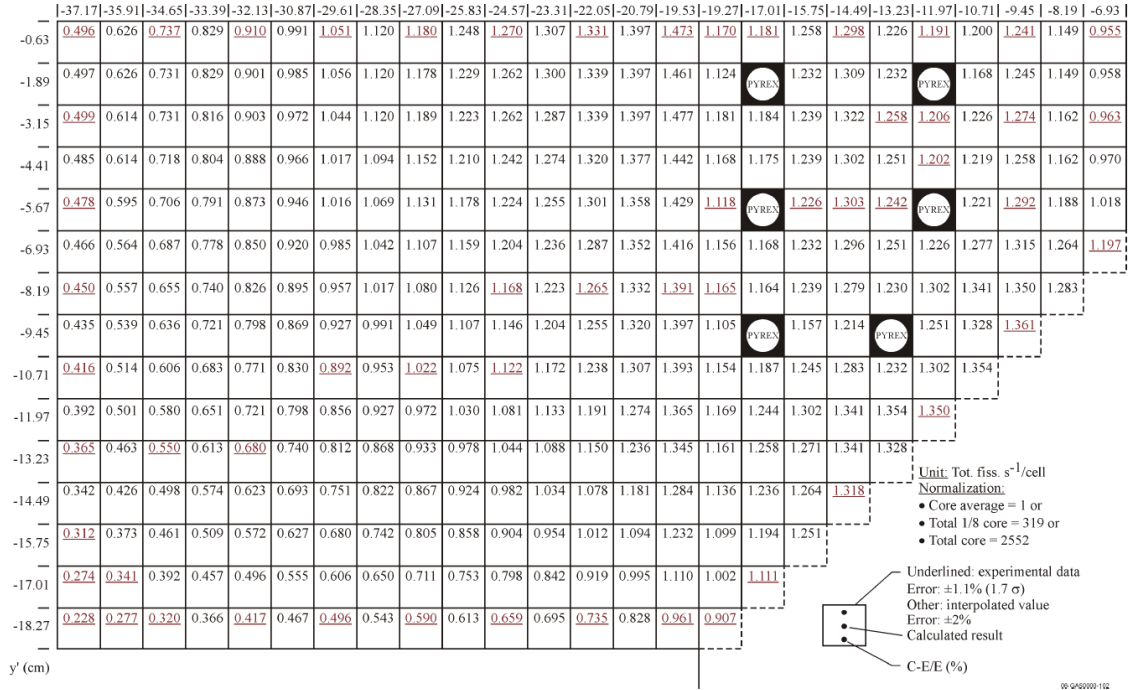 -37.17 -35.91 -34.65 -33.39 -32.13 -30.87 -29.61 -28.35 -27.09 -25.83 -24.57 -23.31 -22.05 -20.79 -19.53 -19.27 -17.01 -15.75 -14.49 -13.23 -11.97 -10.71 -9.45 -8.19 -6.93
-0.63 0.496 0.626 0.737 0.829 0.910 0.991 1.051 1.120 1.180 1.248 1.270 1.307 1.331 1.397 1.473 1.170 1.181 1.258 1.298 1.226 1.191 1.200 1.241 1.149 0.955
-1.89 0.497 0.626 0.731 0.829 0.901 0.985 1.056 1.120 1.178 1.229 1.262 1.300 1.339 1.397 1.461 1.124 PYREX 1.232 1.309 1.232 PYREX 1.168 1.245 1.149 0.958
-3.15 0.499 0.614 0.731 0.816 0.903 0.972 1.044 1.120 1.189 1.223 1.262 1.287 1.339 1.397 1.477 1.181 1.184 1.239 1.322 1.258 1.206 1.226 1.274 1.162 0.963
-4.41 0.485 0.614 0.718 0.804 0.888 0.966 1.017 1.094 1.152 1.210 1.242 1.274 1.320 1.377 1.442 1.168 1.175 1.239 1.302 1.251 1.202 1.219 1.258 1.162 0.970
-5.67 0.478 0.595 0.706 0.791 0.873 0.946 1.016 1.069 1.131 1.178 1.224 1.255 1.301 1.358 1.429 1.118 PYREX 1.226 1.303 1.242 PYREX 1.221 1.292 1.188 1.018
-6.93 0.466 0.564 0.687 0.778 0.850 0.920 0.985 1.042 1.107 1.159 1.204 1.236 1.287 1.352 1.416 1.156 1.168 1.232 1.296 1.251 1.226 1.277 1.315 1.264 1.197
-8.19 0.450 0.557 0.655 0.740 0.826 0.895 0.957 1.017 1.080 1.126 1.168 1.223 1.265 1.332 1.391 1.165 1.164 1.239 1.279 1.230 1.302 1.341 1.350 1.283
-9.45 0.435 0.539 0.636 0.721 0.798 0.869 0.927 0.991 1.049 1.107 1.146 1.204 1.255 1.320 1.397 1.105 PYREX 1.157 1.214 PYREX 1.251 1.328 1.361
-10.71 0.416 0.514 0.606 0.683 0.771 0.830 0.892 0.953 1.022 1.075 1.122 1.172 1.238 1.307 1.393 1.154 1.187 1.245 1.283 1.232 1.302 1.354
-11.97 0.392 0.501 0.580 0.651 0.721 0.798 0.856 0.927 0.972 1.030 1.081 1.133 1.191 1.274 1.365 1.169 1.244 1.302 1.341 1.354 1.350
-13.23 0.365 0.463 0.550 0.613 0.680 0.740 0.812 0.868 0.933 0.978 1.044 1.088 1.150 1.236 1.345 1.161 1.258 1.271 1.341 1.328
-14.49 0.342 0.426 0.498 0.574 0.623 0.693 0.751 0.822 0.867 0.924 0.982 1.034 1.078 1.181 1.284 1.136 1.236 1.264 1.318
-15.75 0.312 0.373 0.461 0.509 0.572 0.627 0.680 0.742 0.805 0.858 0.904 0.954 1.012 1.094 1.232 1.099 1.194 1.251
-17.01 0.274 0.341 0.392 0.457 0.496 0.555 0.606 0.650 0.711 0.753 0.798 0.842 0.919 0.995 1.110 1.002 1.111
-18.27 0.228 0.277 0.320 0.366 0.417 0.467 0.496 0.543 0.590 0.613 0.659 0.695 0.735 0.828 0.961 0.907
y' (cm)
Unit: Tot. fiss. s-1/cell
Normalization:
• Core average = 1 or
• Total 1/8 core = 319 or
• Total core = 2552
Underlined: experimental data
Error: ±1.1% (1.7 σ)
Other: interpolated value
Error: ±2%
Calculated result
C-E/E (%)
08-GA50000-102